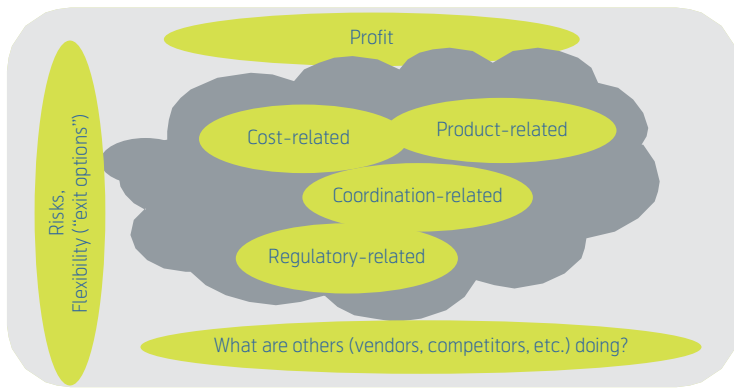 Profit
Cost-related
Product-related
Coordination-related
Regulatory-related
Risks,
Flexibility (“exit options”)
What are others (vendors, competitors, etc.) doing?